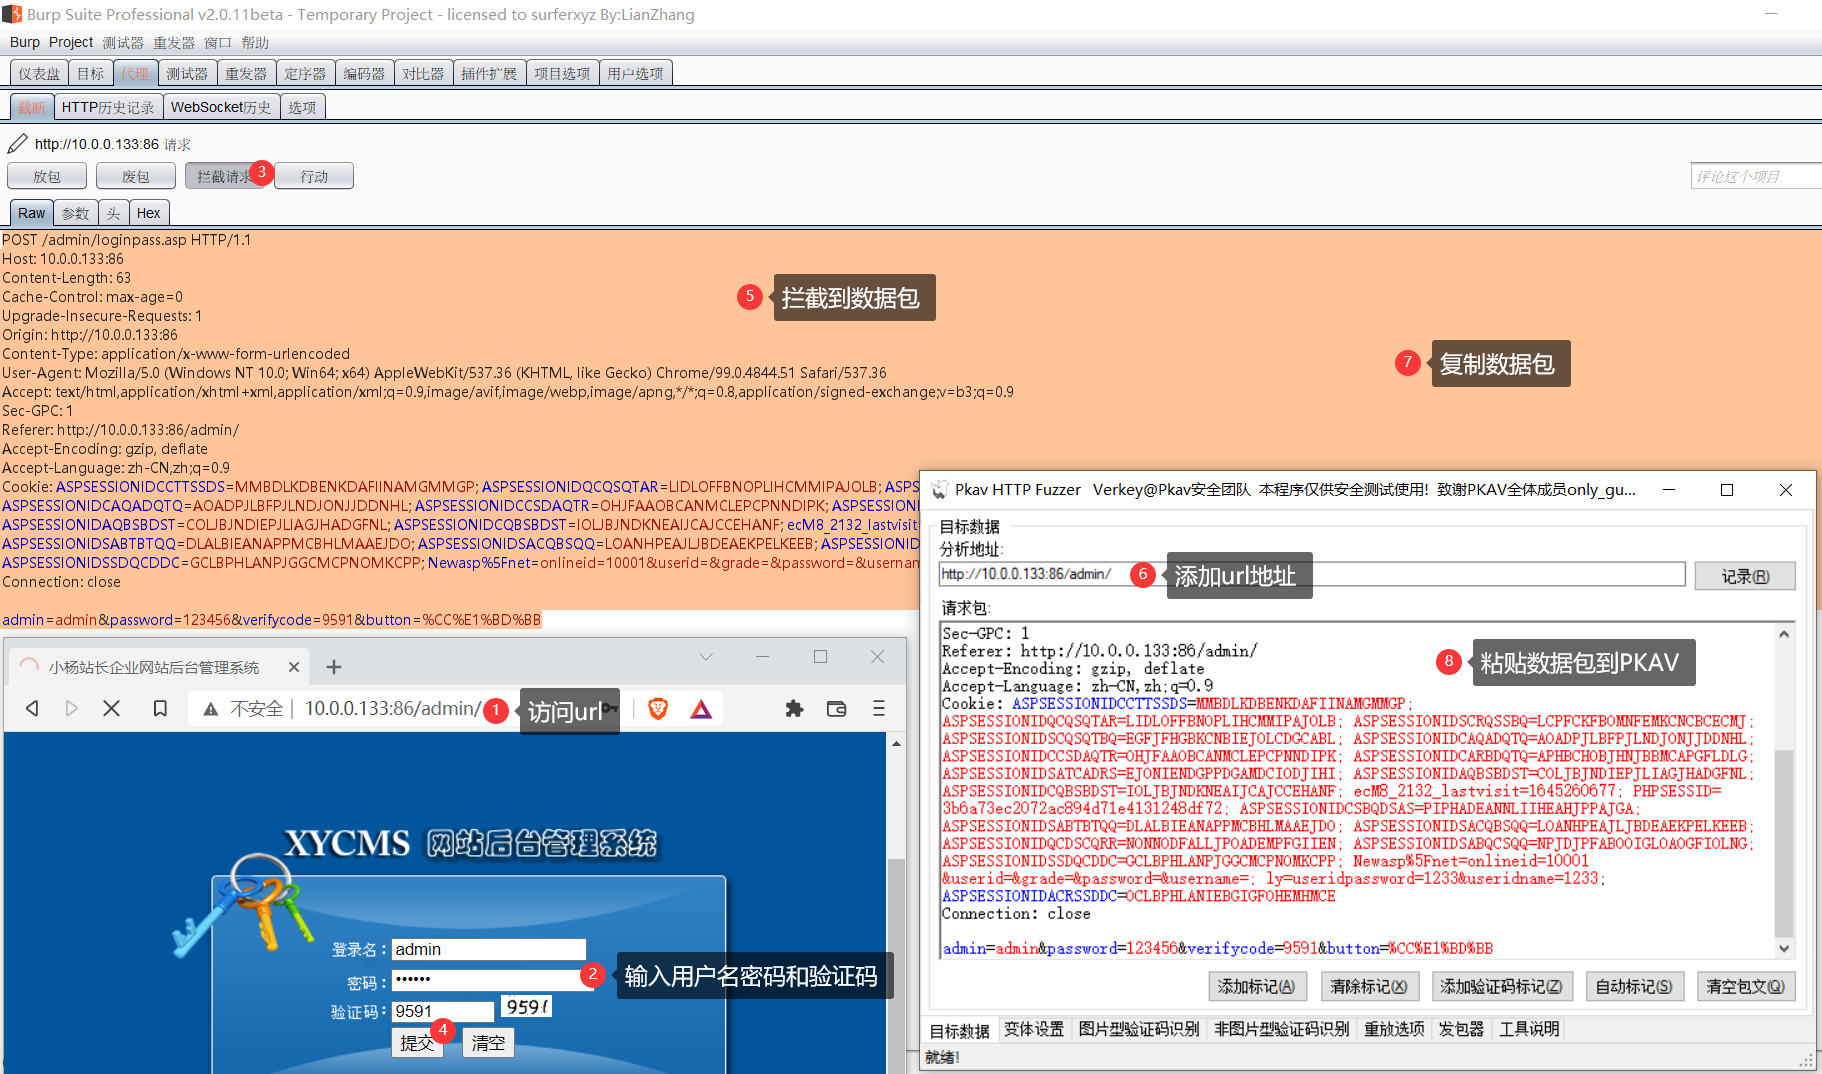 Burp Suite Professional v2.0.11beta - Temporary Project - licensed to surferxyz By:LianZhang
Burp Project 测试器 重发器 窗口 帮助
仪表盘 目标 代理 测试器 重发器 定序器 编码器 对比器 插件扩展 项目选项 用户选项
截断 HTTP历史记录 WebSocket历史 选项
http://10.0.0.133:86 请求
放包 废包 拦截请求 3 行动
评论这个项目
Raw 参数 头 Hex
POST /admin/loginpass.asp HTTP/1.1
Host: 10.0.0.133:86
Content-Length: 63
Cache-Control: max-age=0
Upgrade-Insecure-Requests: 1
Origin: http://10.0.0.133:86
Content-Type: application/x-www-form-urlencoded
User-Agent: Mozilla/5.0 (Windows NT 10.0; Win64; x64) AppleWebKit/537.36 (KHTML, like Gecko) Chrome/99.0.4844.51 Safari/537.36
Accept: text/html,application/xhtml+xml,application/xml;q=0.9,image/avif,image/webp,image/apng,*/*;q=0.8,application/signed-exchange;v=b3;q=0.9
Sec-GPC: 1
Referer: http://10.0.0.133:86/admin/
Accept-Encoding: gzip, deflate
Accept-Language: zh-CN,zh;q=0.9
Cookie: ASPSESSIONIDCCTTSSDS=MMBDLKDBENKDAFIINAMGMMGP; ASPSESSIONIDQCQSQTAR=LIDLOFFBNOPLIHCMMIPAJOLB; ASPS
ASPSESSIONIDCAQADQTQ=AOADPJLBFPJLNDJONJJDDNHL; ASPSESSIONIDCCSDAQTR=OHJFAAOBCANMCLEPCPNNDIPK; ASPSES
ASPSESSIONIDAQBSBDST=COLJBJNDIEPJLIAGJHADGFNL; ASPSESSIONIDCQBSBDST=IOLJBJNDKNEAIJCAJCCEHANF; ecM8_2132_lastvisit=
ASPSESSIONIDSABTBTQQ=DLALBIEANAPPMCBHLMAAEJDO; ASPSESSIONIDSACQBSQQ=LOANHPEAJLJBDEAEKPELKEEB; ASPSESSIONID
ASPSESSIONIDSSDQCDDC=GCLBPHLANPJGGCMCPNOMKCPP; Newasp%5Fnet=onlineid=10001&userid=&grade=&password=&usernam
Connection: close
admin=admin&password=123456&verifycode=9591&button=%CC%E1%BD%BB
5 拦截到数据包
7 复制数据包
小杨站长企业网站后台管理系统
不安全 10.0.0.133:86/admin/ 1 访问url
XYCMS 网站后台管理系统
登录名: admin
密码: ••••••
2 输入用户名密码和验证码
验证码: 9591 9591
4
提交 清空
Pkav HTTP Fuzzer Verkey@Pkav安全团队 本程序仅供安全测试使用! 致谢PKAV全体成员only_gu...
目标数据
分析地址:
http://10.0.0.133:86/admin/ 6 添加url地址 记录(R)
请求包:
8 粘贴数据包到PKAV
Sec-GPC: 1
Referer: http://10.0.0.133:86/admin/
Accept-Encoding: gzip, deflate
Accept-Language: zh-CN,zh;q=0.9
Cookie: ASPSESSIONIDCCTTSSDS=MMBDLKDBENKDAFIINAMGMMGP;
ASPSESSIONIDQCQSQTAR=LIDLOFFBNOPLIHCMMIPAJOLB; ASPSESSIONIDSCRQSSBQ=LCPFCKFBOMNFEMKCNCBCECMJ;
ASPSESSIONIDSCQSQTBQ=EGFJFHGBKCNBIEJOLCDGCABL; ASPSESSIONIDCAQADQTQ=AOADPJLBFPJLNDJONJJDDNHL;
ASPSESSIONIDCCSDAQTR=OHJFAAOBCANMCLEPCPNNDIPK; ASPSESSIONIDCARBDQTQ=APHBCHOBJHNJBBMCAPGFLDLG;
ASPSESSIONIDSATCADRS=EJONIENDGPPDGAMDCIODJIHI; ASPSESSIONIDAQBSBDST=COLJBJNDIEPJLIAGJHADGFNL;
ASPSESSIONIDCQBSBDST=IOLJBJNDKNEAIJCAJCCEHANF; ecM8_2132_lastvisit=1645260677; PHPSESSID=
3b6a73ec2072ac894d71e4131248df72; ASPSESSIONIDCSBQDSAS=PIPHADEANNLIIHEAHJPPAJGA;
ASPSESSIONIDSABTBTQQ=DLALBIEANAPPMCBHLMAAEJDO; ASPSESSIONIDSACQBSQQ=LOANHPEAJLJBDEAEKPELKEEB;
ASPSESSIONIDQCDSCQRR=NONNODFALLJPOADEMPFGIIEN; ASPSESSIONIDSABQCSQQ=NPJDJPFABOOIGLOAOGFIOLNG;
ASPSESSIONIDSSDQCDDC=GCLBPHLANPJGGCMCPNOMKCPP; Newasp%5Fnet=onlineid=10001
&userid=&grade=&password=&username=; ly=useridpassword=1233&useridname=1233;
ASPSESSIONIDACRSSDDC=OCLBPHLANIEBGIGFOHEMHMCE
Connection: close
admin=admin&password=123456&verifycode=9591&button=%CC%E1%BD%BB
添加标记(A) 清除标记(X) 添加验证码标记(Z) 自动标记(S) 清空包文(Q)
目标数据 变体设置 图片型验证码识别 非图片型验证码识别 重放选项 发包器 工具说明
就绪!